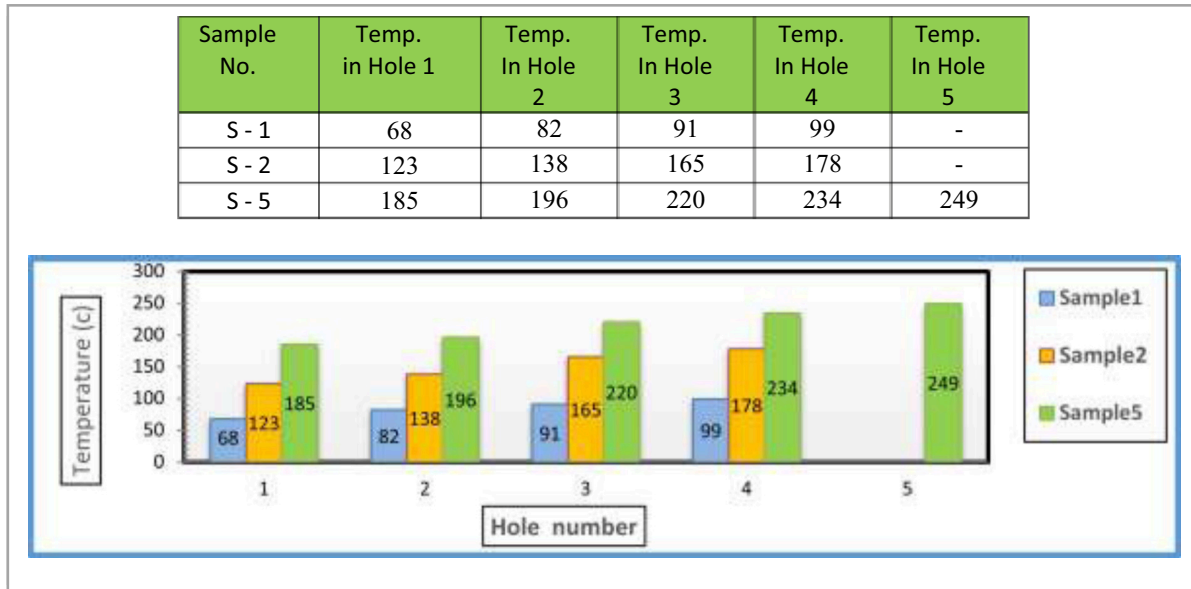 Sample No. Temp. in Hole 1 Temp. In Hole 2 Temp. In Hole 3 Temp. In Hole 4 Temp. In Hole 5
S - 1 68 82 91 99 -
S - 2 123 138 165 178 -
S - 5 185 196 220 234 249
Temperature (c)
300
250
200
150
100
50
0
68 123 185 82 138 196 91 165 220 99 178 234 249
1 2 3 4 5
Hole number
Sample1
Sample2
Sample5